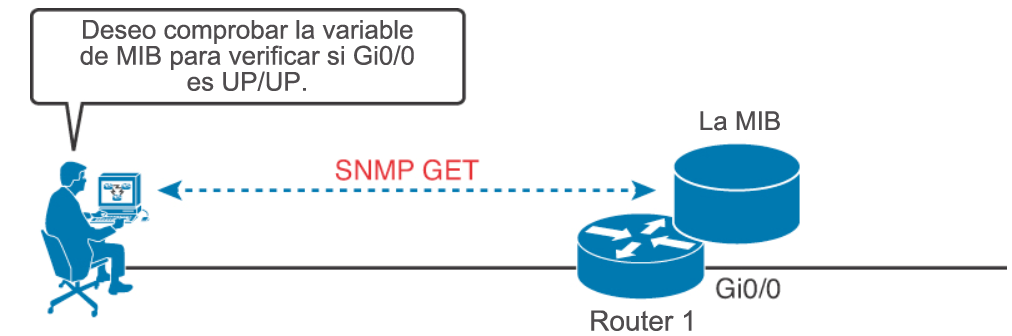 Deseo comprobar la variable
de MIB para verificar si Gi0/0
es UP/UP.
La MIB
SNMP GET
Gi0/0
Router 1